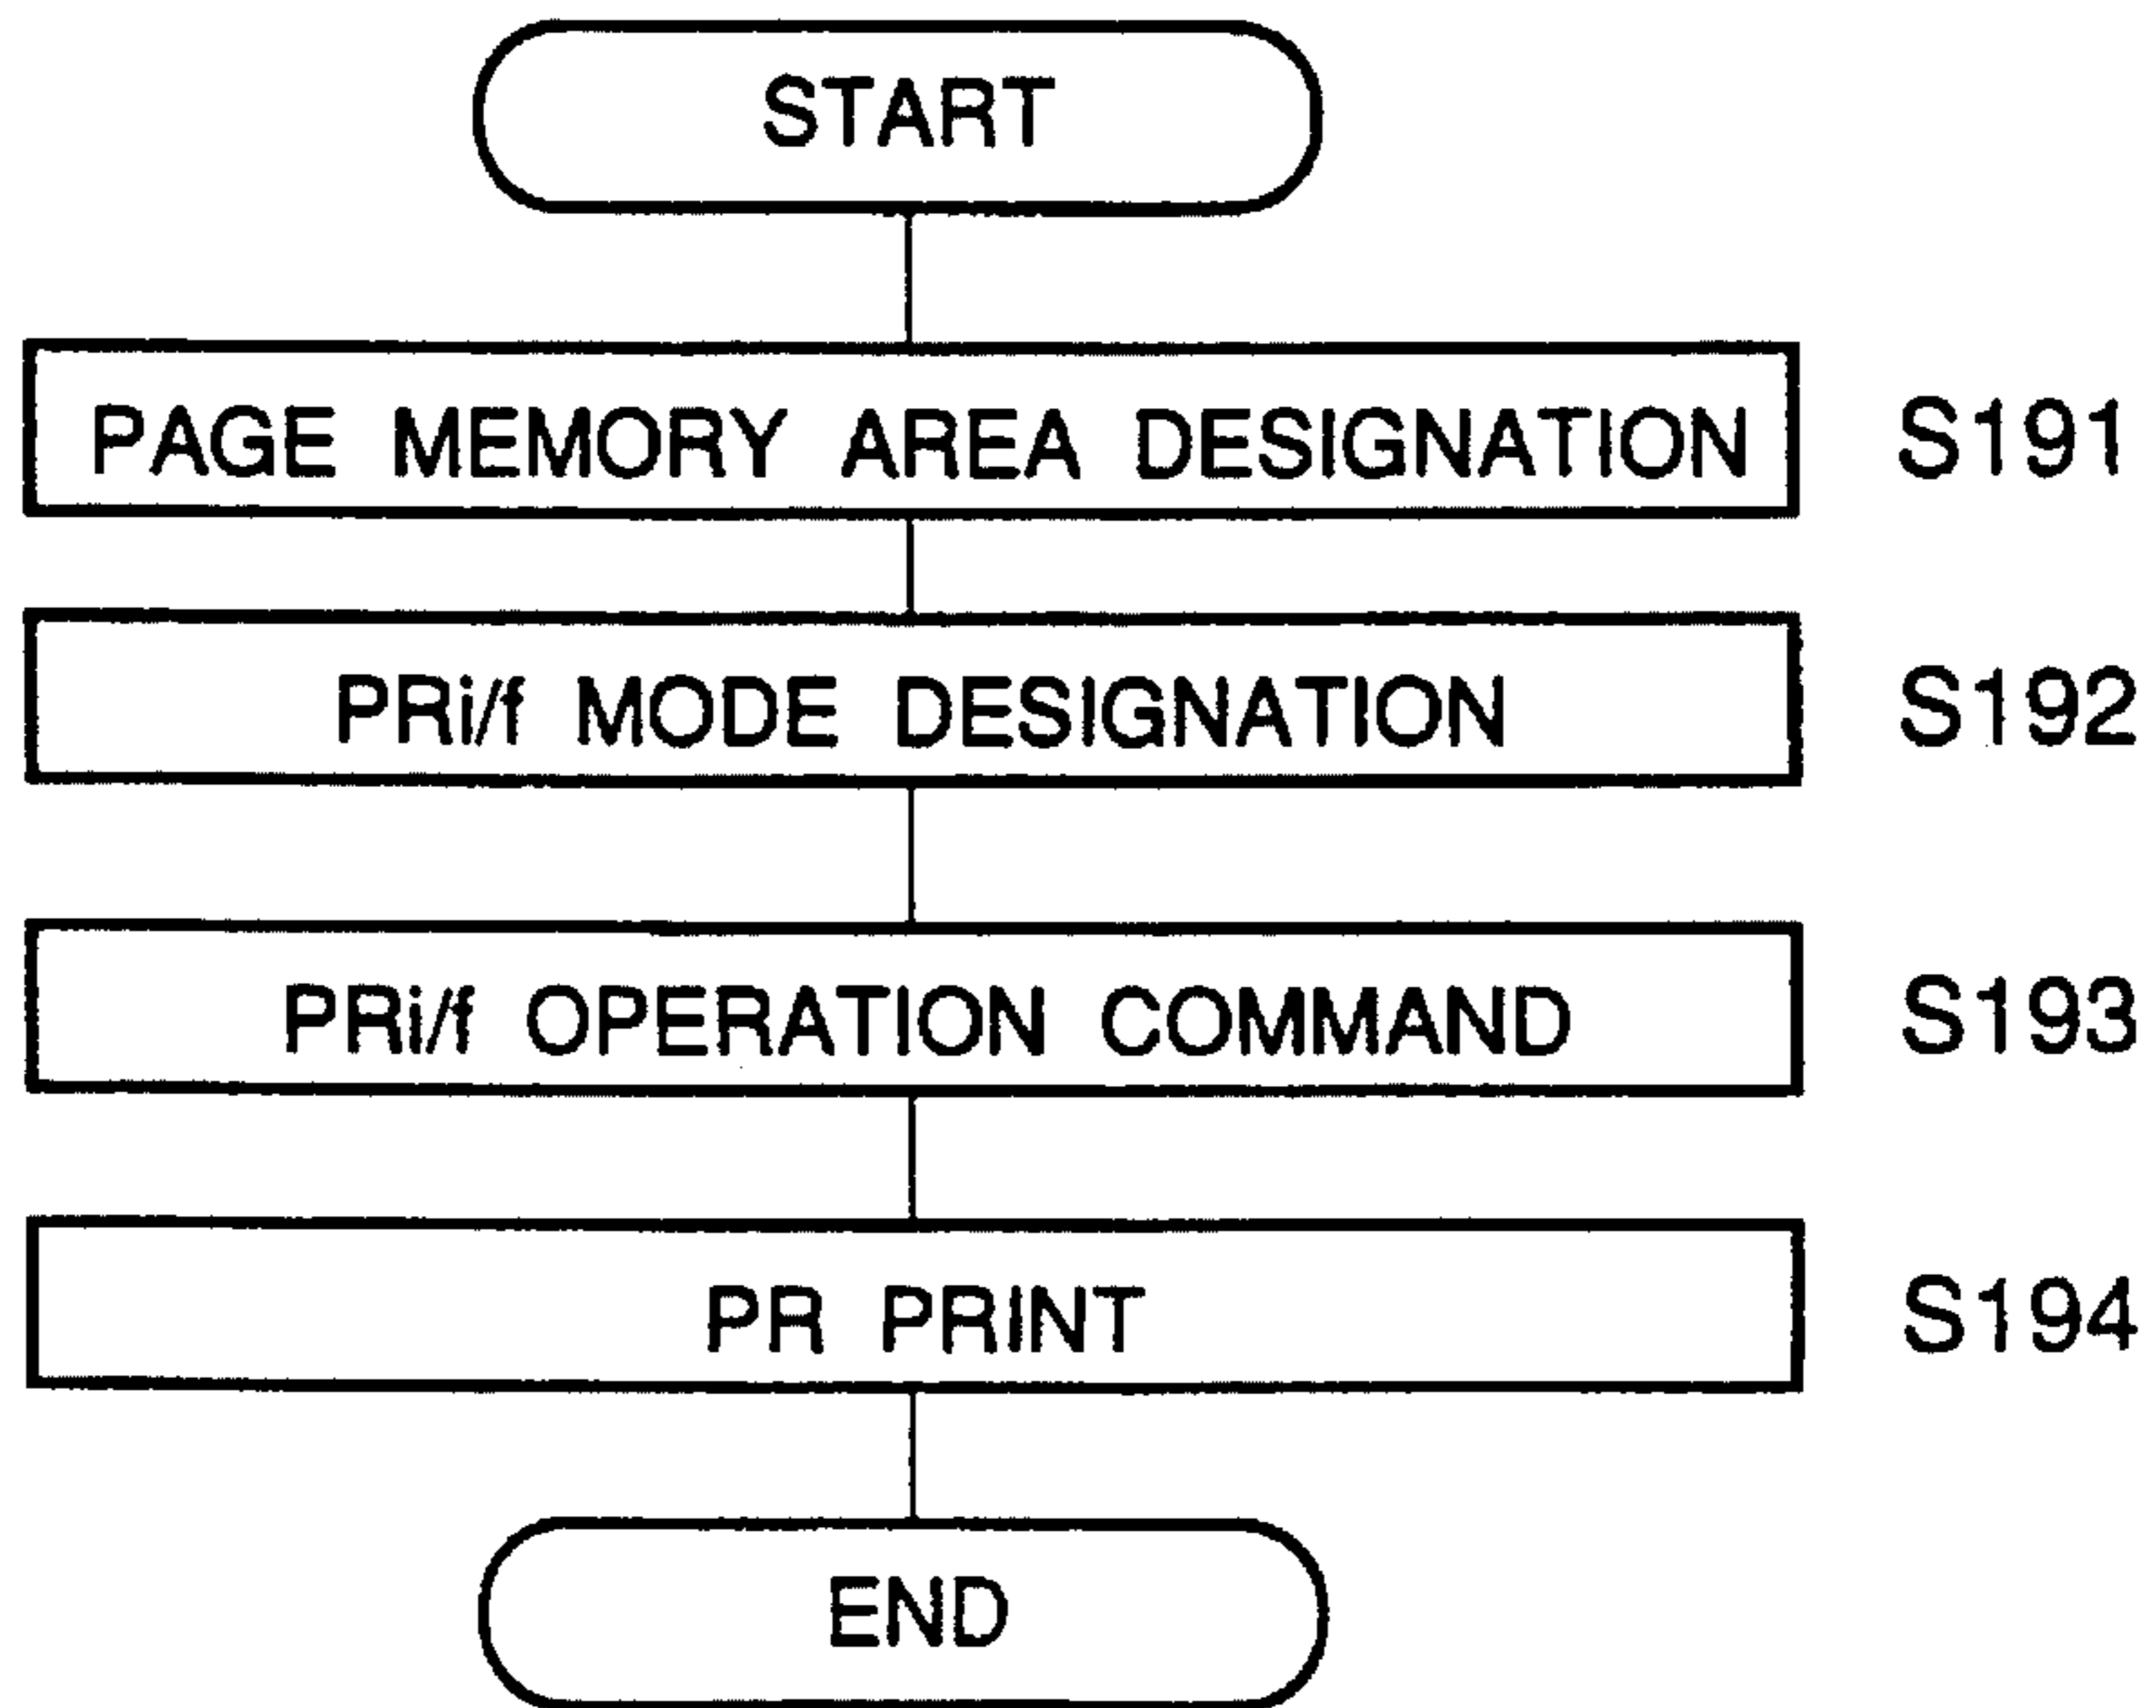 START
PAGE MEMORY AREA DESIGNATION S191
PRi/f MODE DESIGNATION S192
PRi/f OPERATION COMMAND S193
PR PRINT S194
END